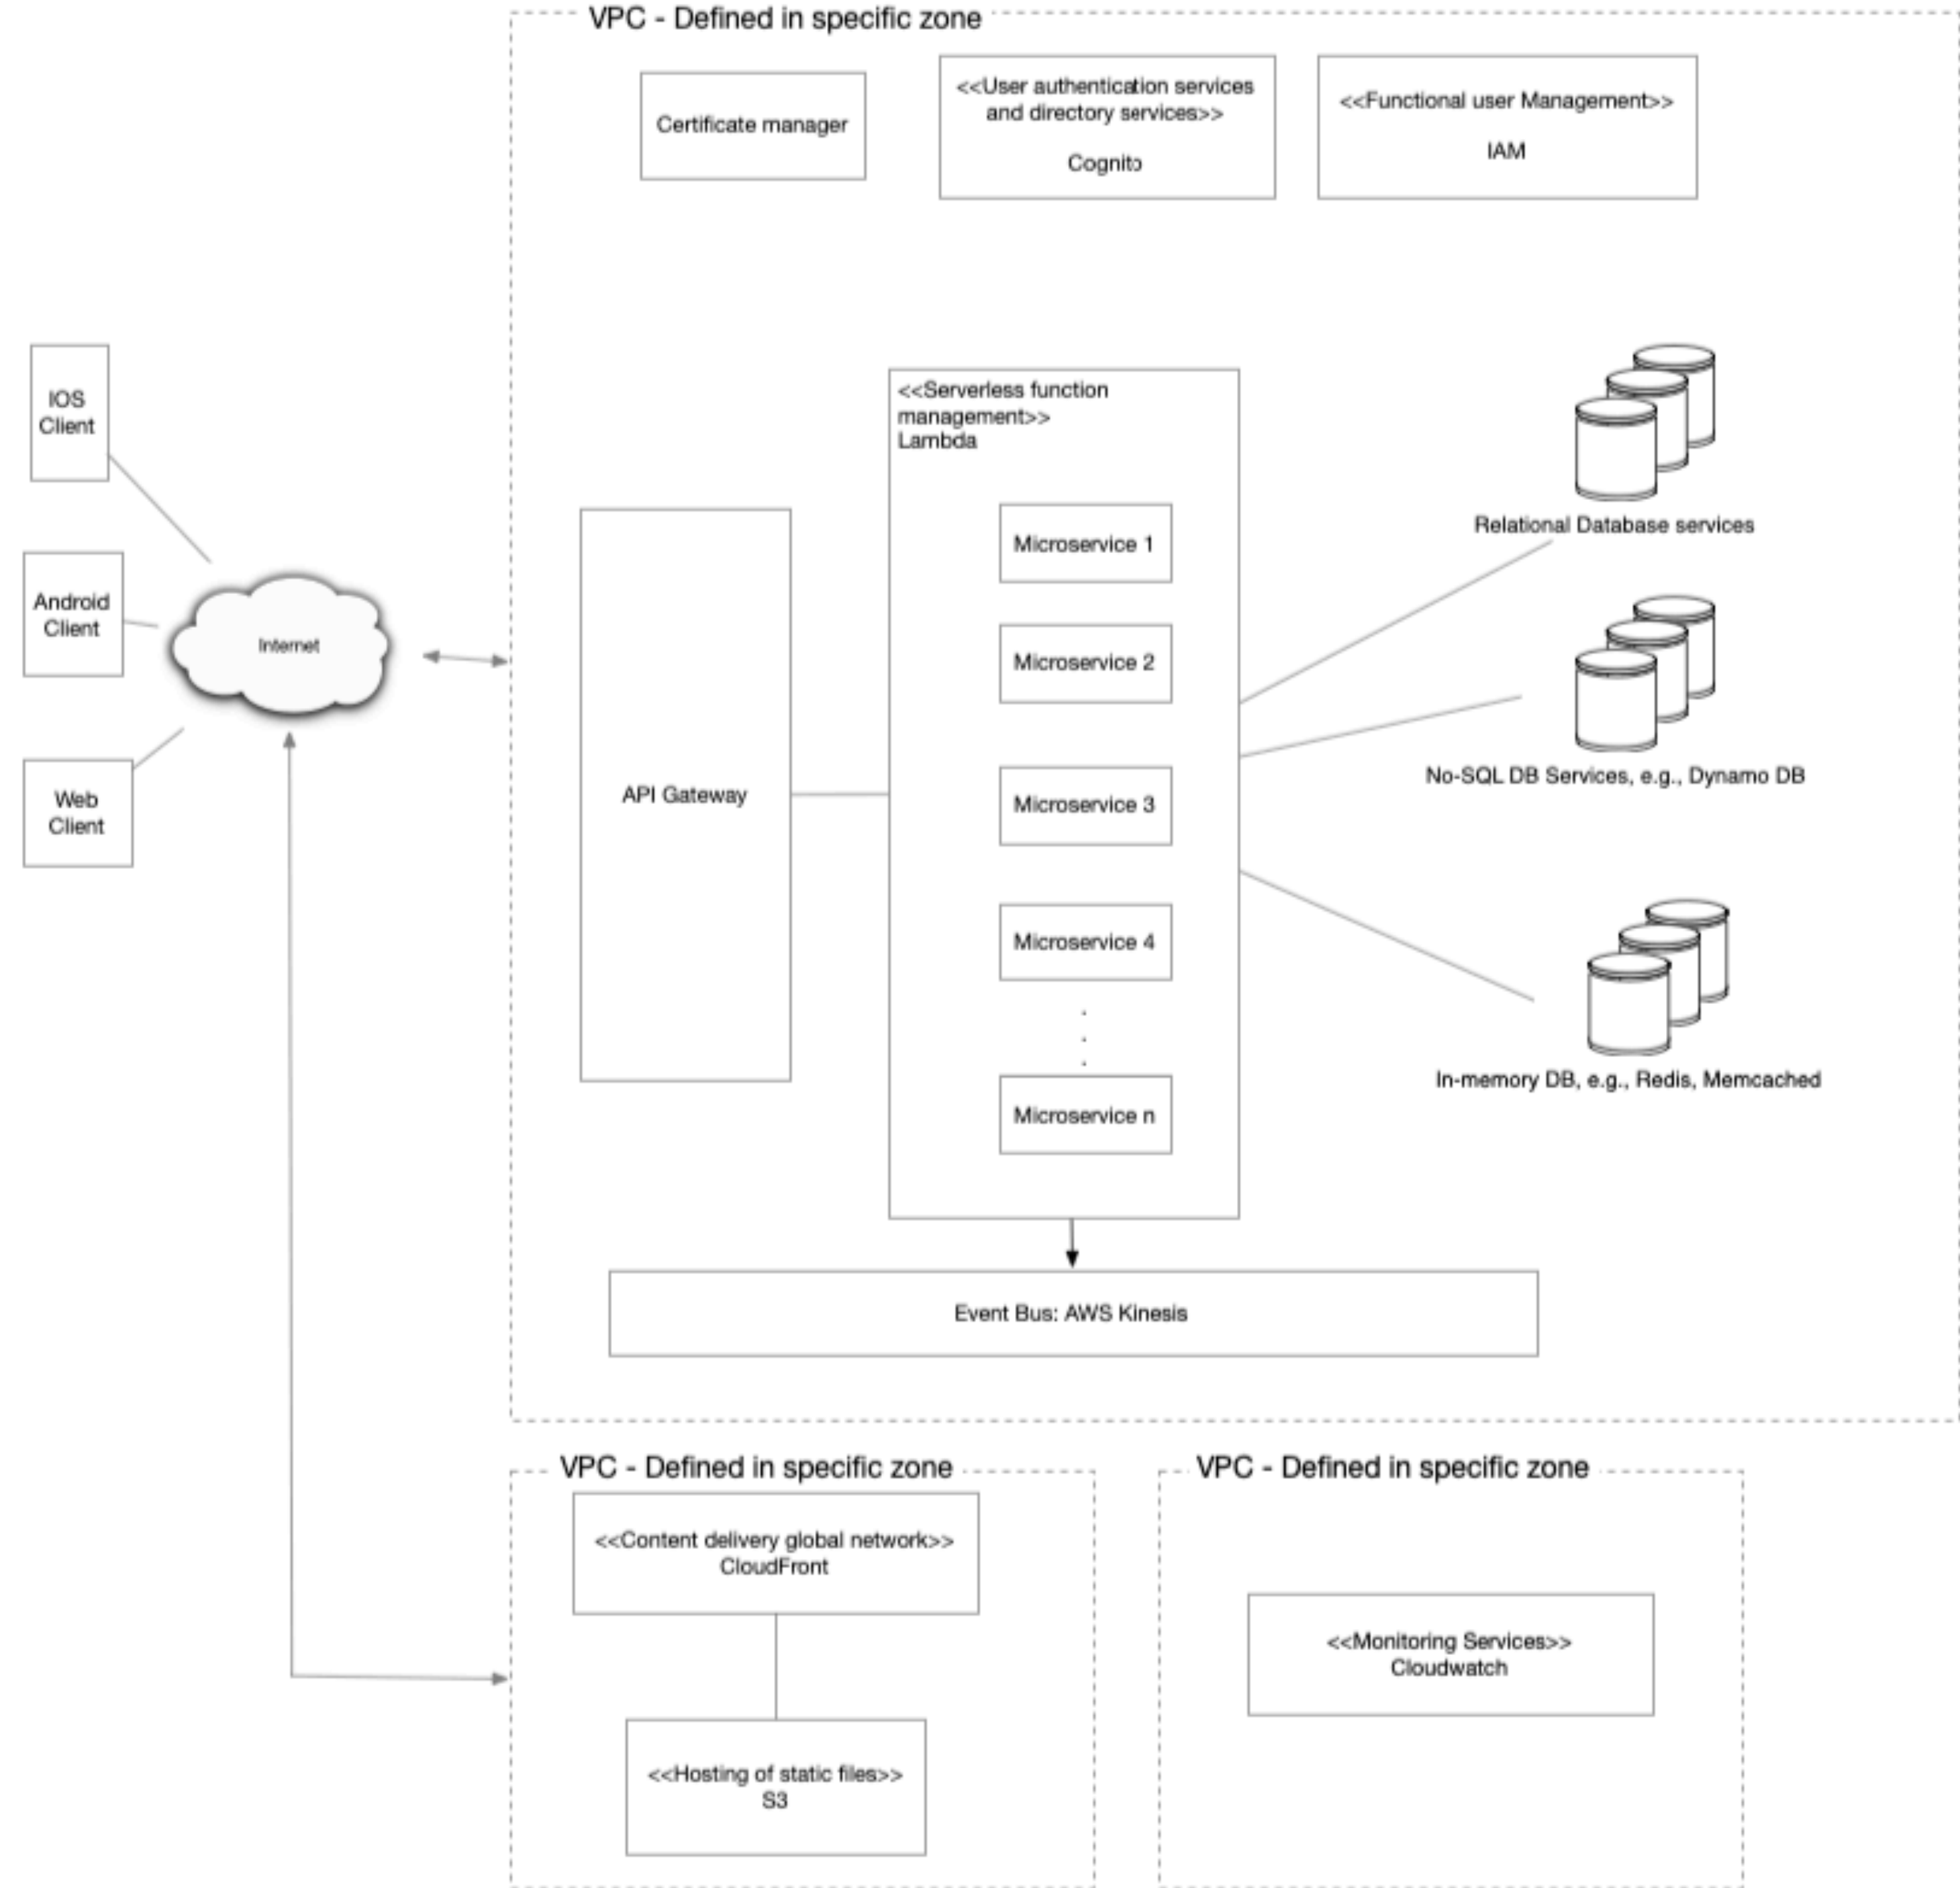 VPC - Defined in specific zone
Certificate manager
<<User authentication services
and directory services>>
Cognito
<<Functional user Management>>
IAM
IOS
Client
Android
Client
Web
Client
Internet
API Gateway
<<Serverless function
management>>
Lambda
Microservice 1
Microservice 2
Microservice 3
Microservice 4
.
.
.
Microservice n
Relational Database services
No-SQL DB Services, e.g., Dynamo DB
In-memory DB, e.g., Redis, Memcached
Event Bus: AWS Kinesis
VPC - Defined in specific zone
<<Content delivery global network>>
CloudFront
<<Hosting of static files>>
S3
VPC - Defined in specific zone
<<Monitoring Services>>
Cloudwatch